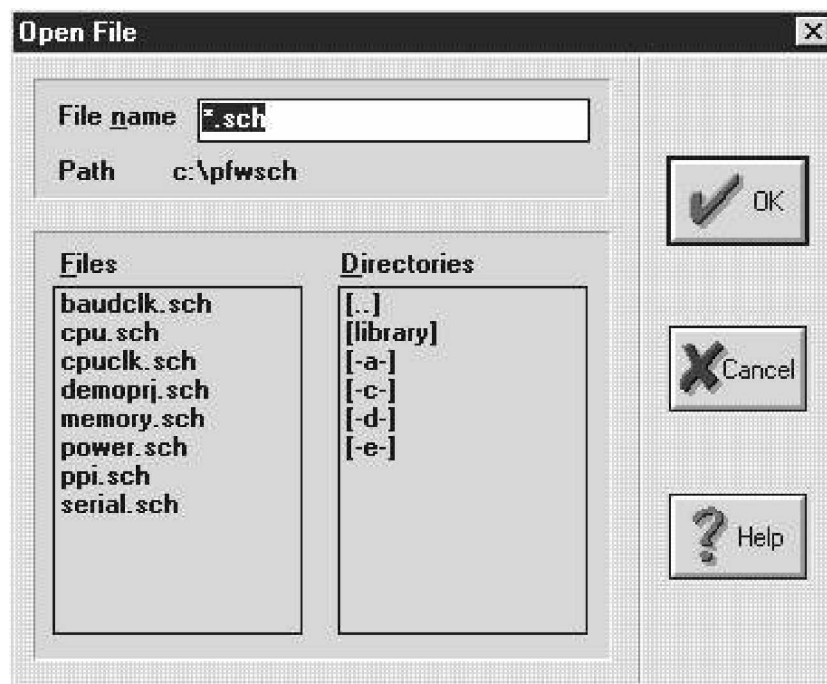 Open File
File name *.sch
Path c:\pfwsch
Files
baudclk.sch
cpu.sch
cpuclk.sch
demoprj.sch
memory.sch
power.sch
ppi.sch
serial.sch
Directories
[..]
[library]
[-a-]
[-c-]
[-d-]
[-e-]
OK
Cancel
Help